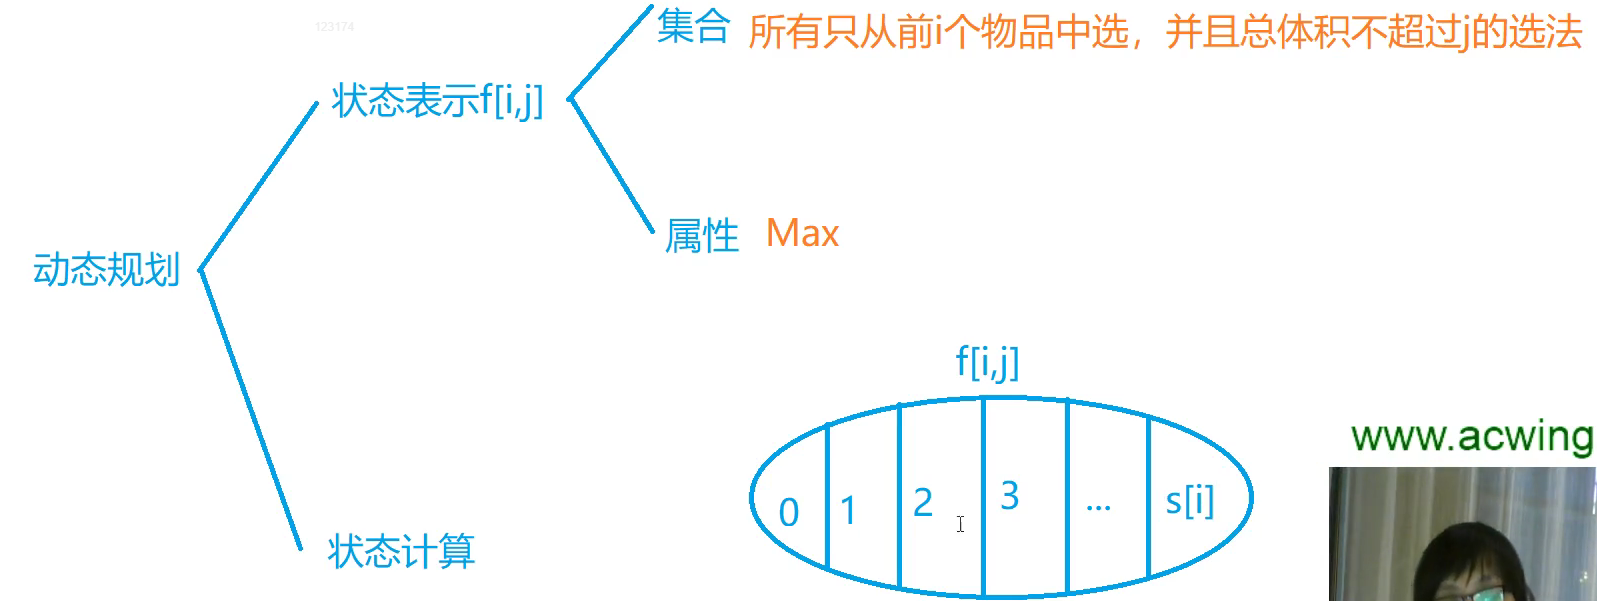 123174
集合 所有只从前i个物品中选，并且总体积不超过j的选法
状态表示f[i,j]
属性 Max
动态规划
f[i,j]
www.acwing
0 1 2 3 ... s[i]
状态计算